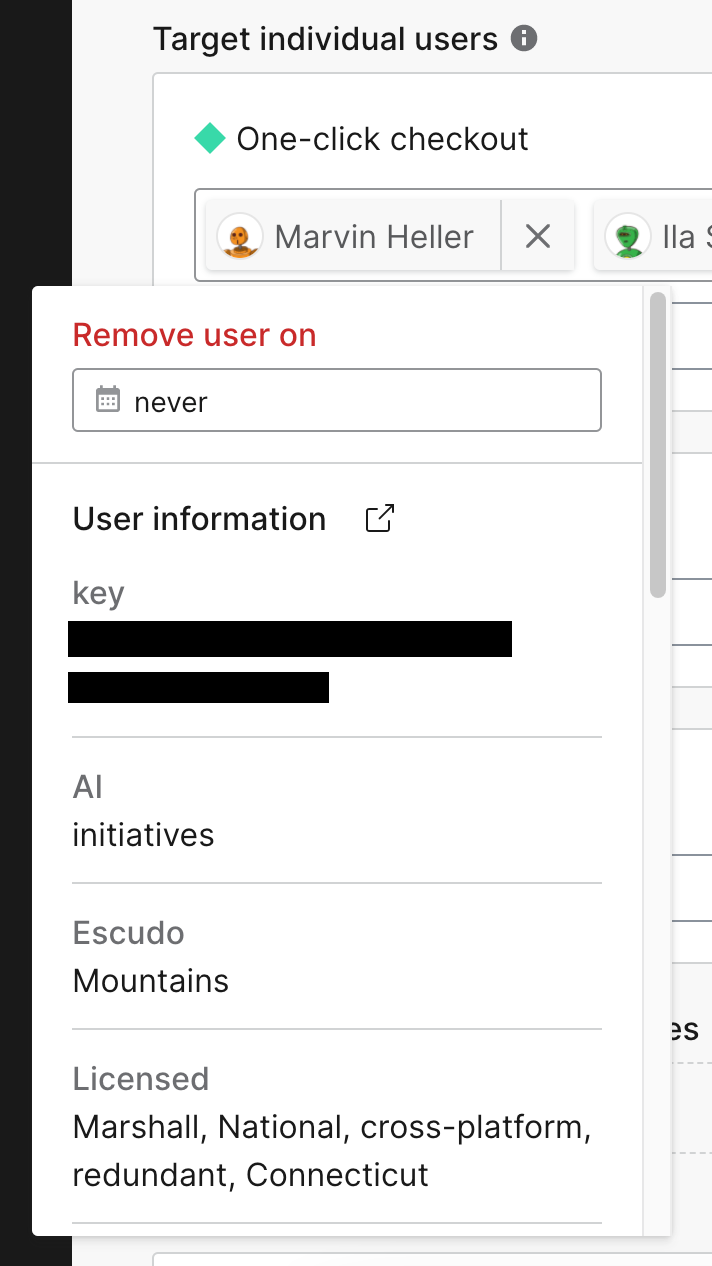 Target individual users
One-click checkout
Marvin Heller
Ila
Remove user on
never
User information
key
AI
initiatives
Escudo
Mountains
Licensed
es
Marshall, National, cross-platform,
redundant, Connecticut